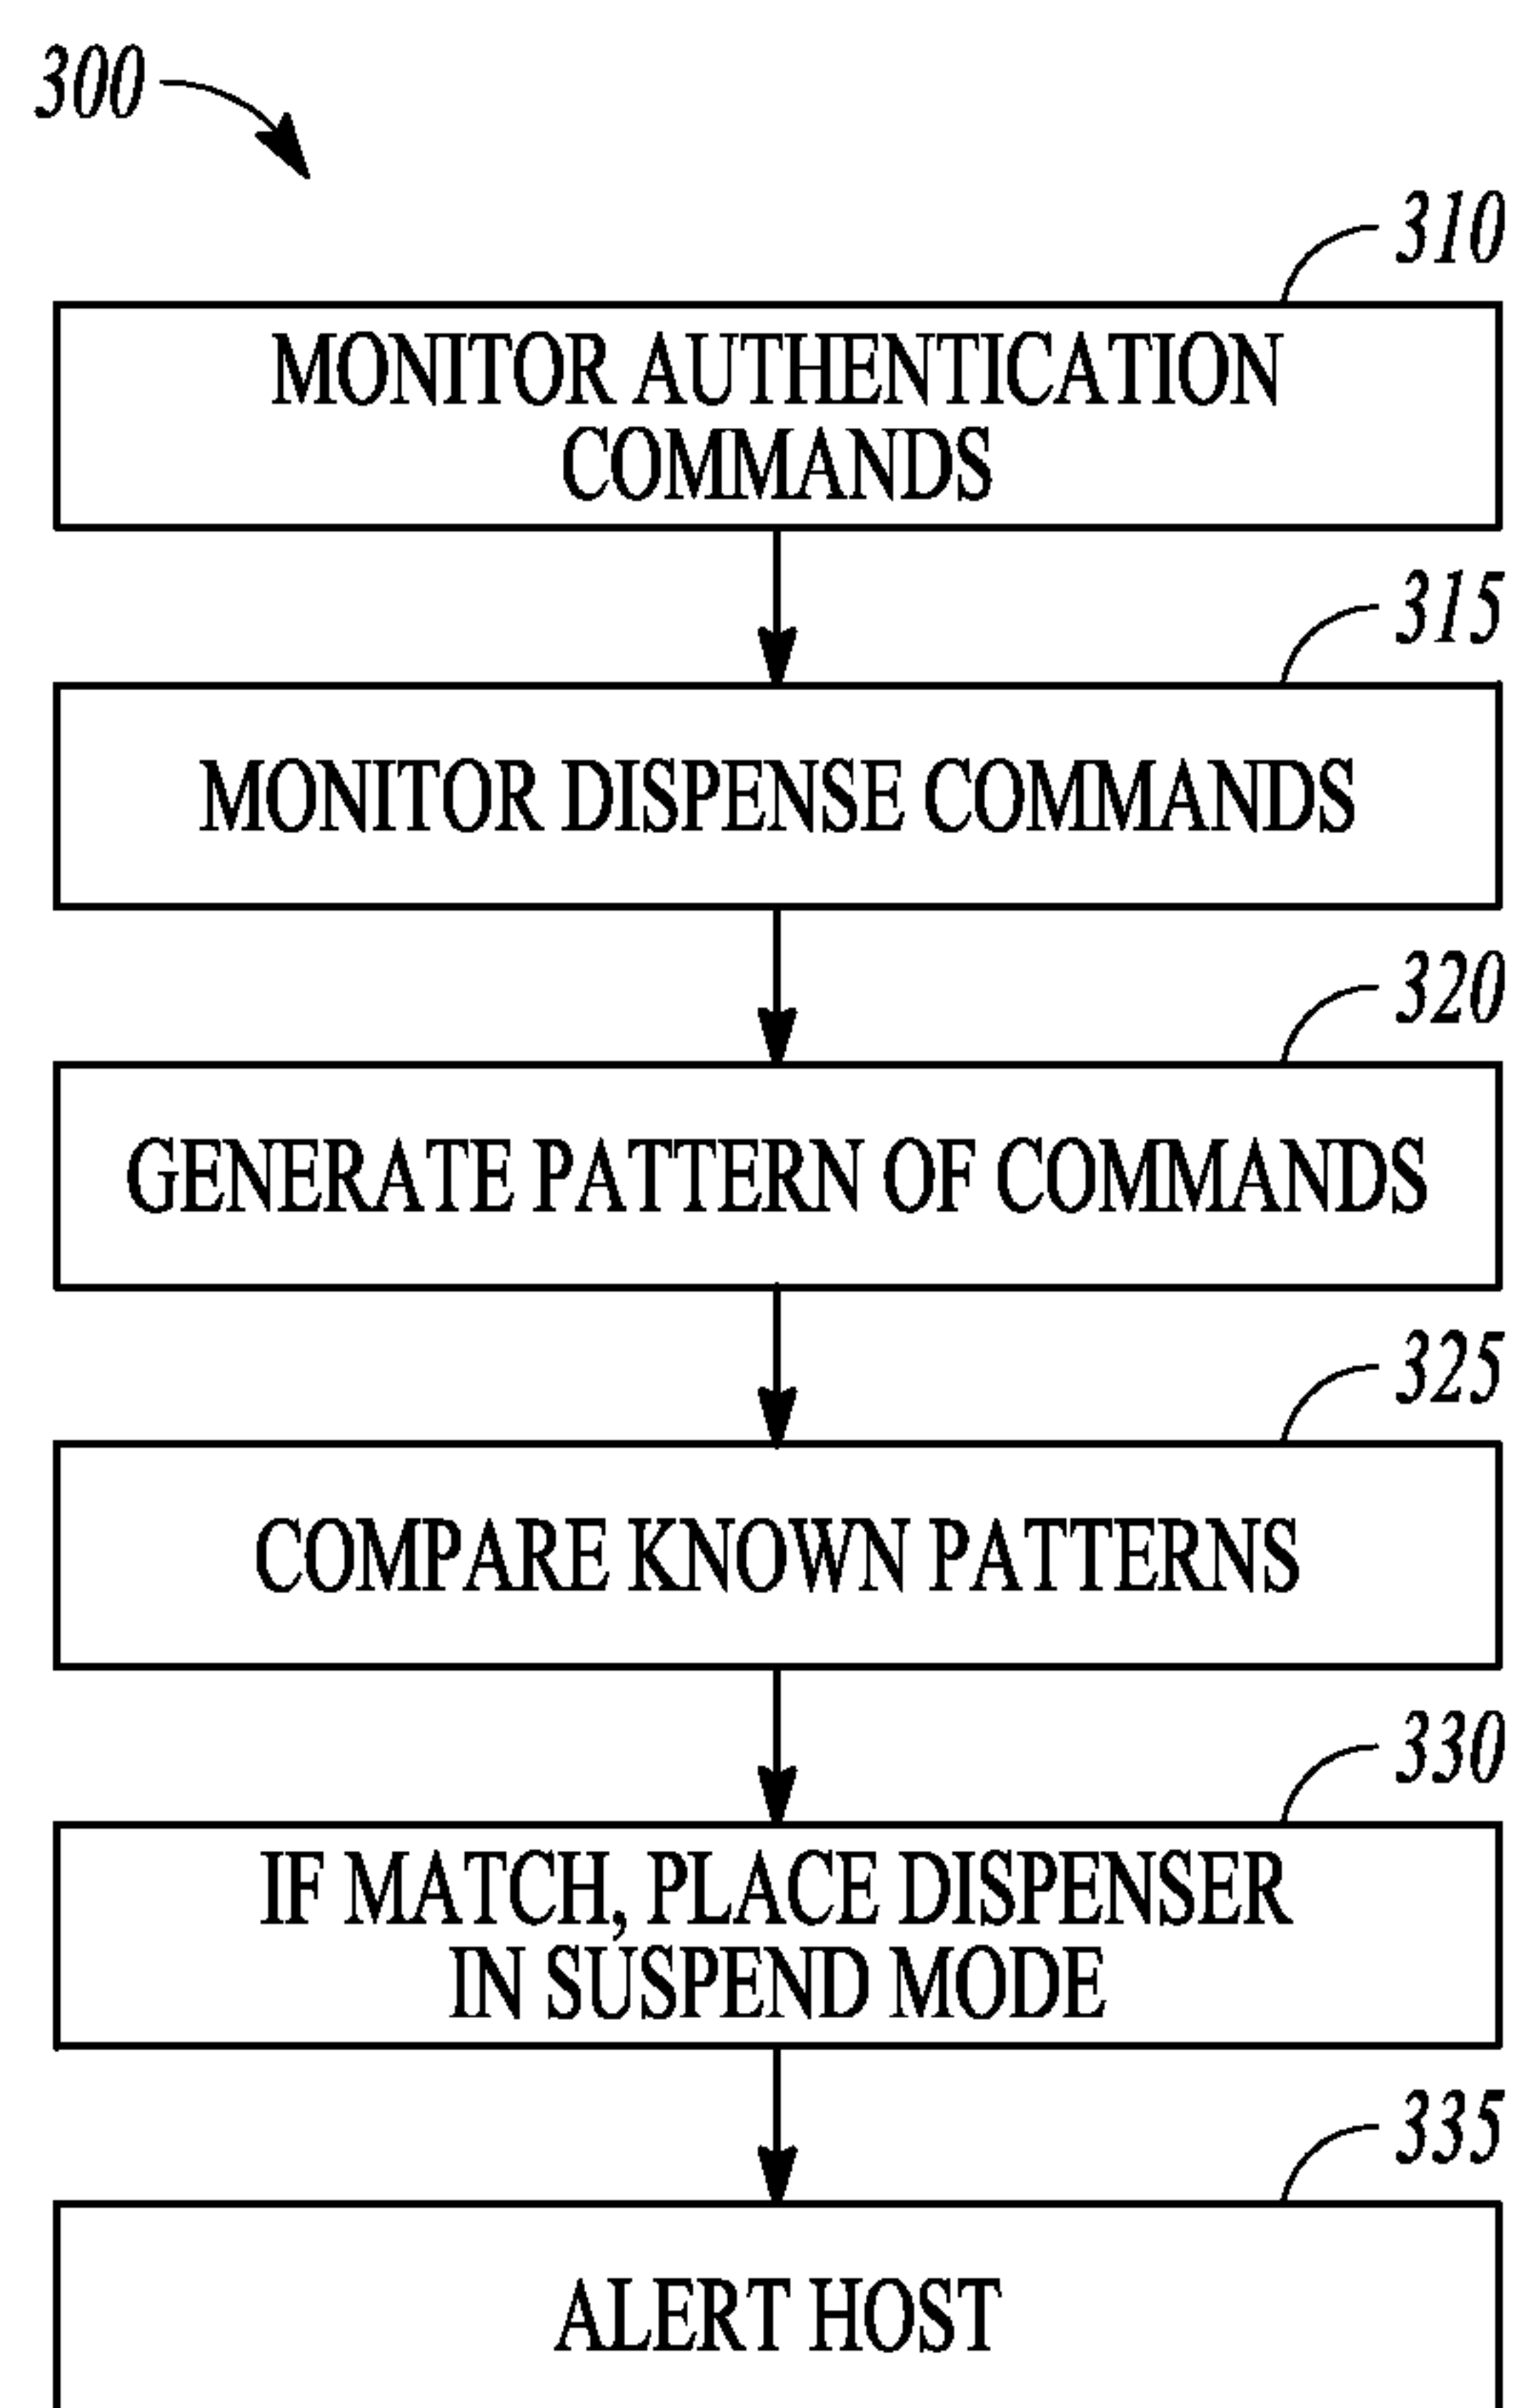 300
310
MONITOR AUTHENTICATION
COMMANDS
315
MONITOR DISPENSE COMMANDS
320
GENERATE PATTERN OF COMMANDS
325
COMPARE KNOWN PATTERNS
330
IF MATCH, PLACE DISPENSER
IN SUSPEND MODE
335
ALERT HOST